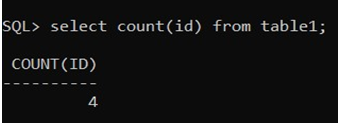 SQL> select count(id) from table1;
COUNT(ID)
----------
4